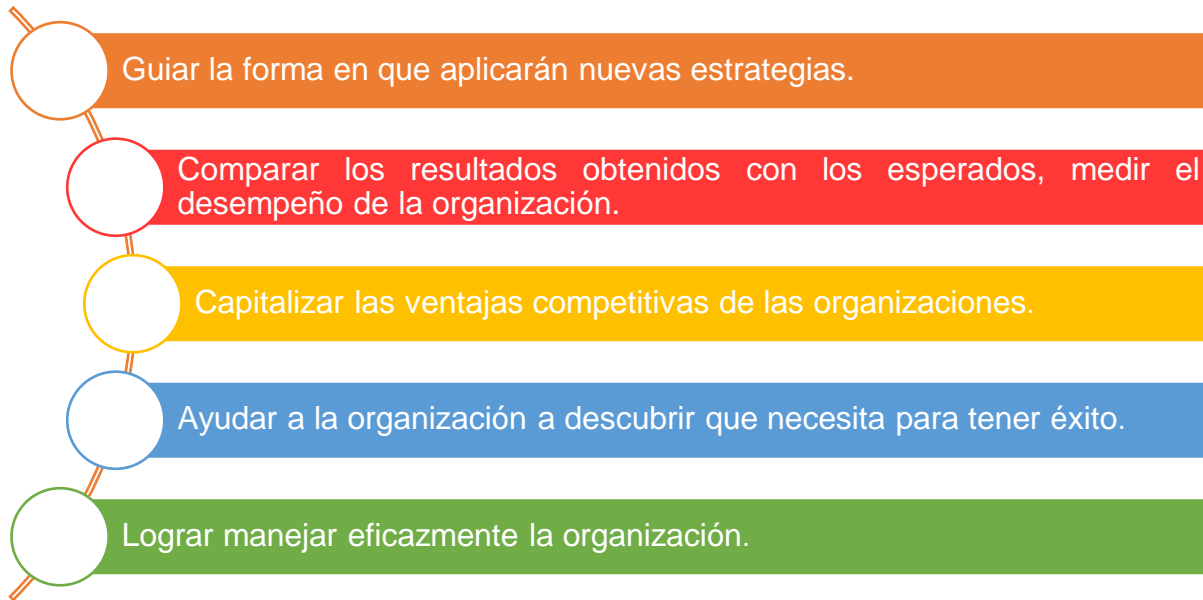 Guiar la forma en que aplicarán nuevas estrategias.
Comparar los resultados obtenidos con los esperados, medir el
desempeño de la organización.
Capitalizar las ventajas competitivas de las organizaciones.
Ayudar a la organización a descubrir que necesita para tener éxito.
Lograr manejar eficazmente la organización.